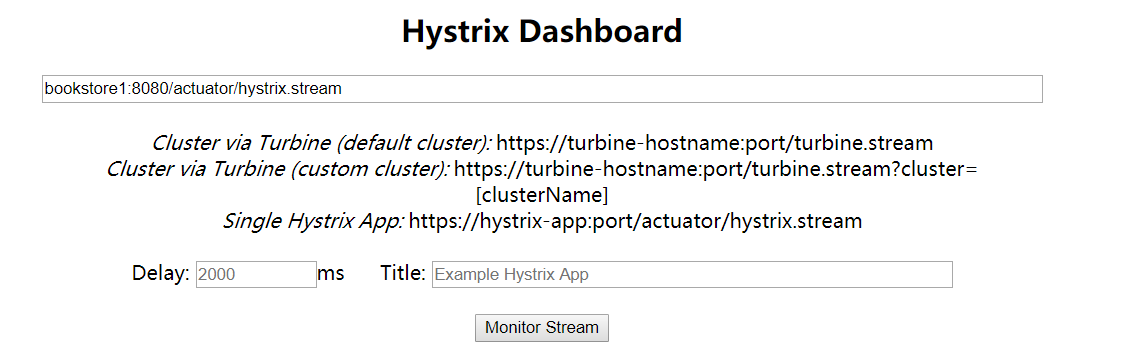 Hystrix Dashboard
bookstore1:8080/actuator/hystrix.stream
Cluster via Turbine (default cluster): https://turbine-hostname:port/turbine.stream
Cluster via Turbine (custom cluster): https://turbine-hostname:port/turbine.stream?cluster=
[clusterName]
Single Hystrix App: https://hystrix-app:port/actuator/hystrix.stream
Delay: 2000 ms Title: Example Hystrix App
Monitor Stream